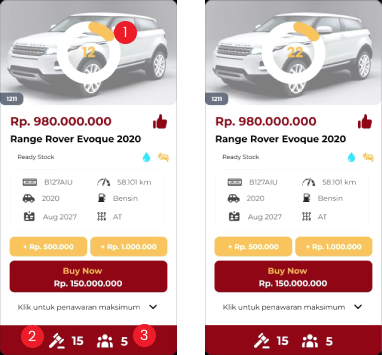 1
12
1211
Rp. 980.000.000
Range Rover Evoque 2020
Ready Stock
B127AIU
58.101 km
2020
Bensin
Aug 2027
AT
+ Rp. 500.000
+ Rp. 1.000.000
Buy Now
Rp. 150.000.000
Klik untuk penawaran maksimum
2
15
5
3
22
1211
Rp. 980.000.000
Range Rover Evoque 2020
Ready Stock
B127AIU
58.101 km
2020
Bensin
Aug 2027
AT
+ Rp. 500.000
+ Rp. 1.000.000
Buy Now
Rp. 150.000.000
Klik untuk penawaran maksimum
15
5